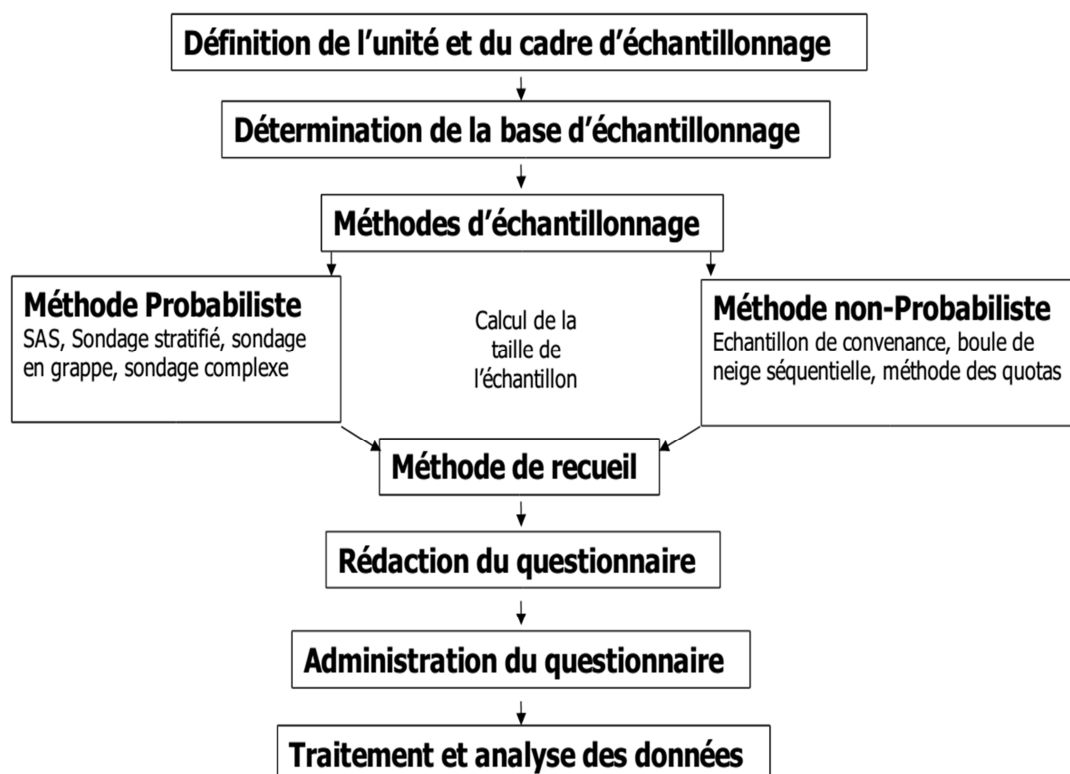 Définition de l'unité et du cadre d'échantillonnage
Détermination de la base d'échantillonnage
Méthodes d'échantillonnage
Méthode Probabiliste
SAS, Sondage stratifié, sondage
en grappe, sondage complexe
Calcul de la
taille de
l'échantillon
Méthode non-Probabiliste
Echantillon de convenance, boule de
neige séquentielle, méthode des quotas
Méthode de recueil
Rédaction du questionnaire
Administration du questionnaire
Traitement et analyse des données